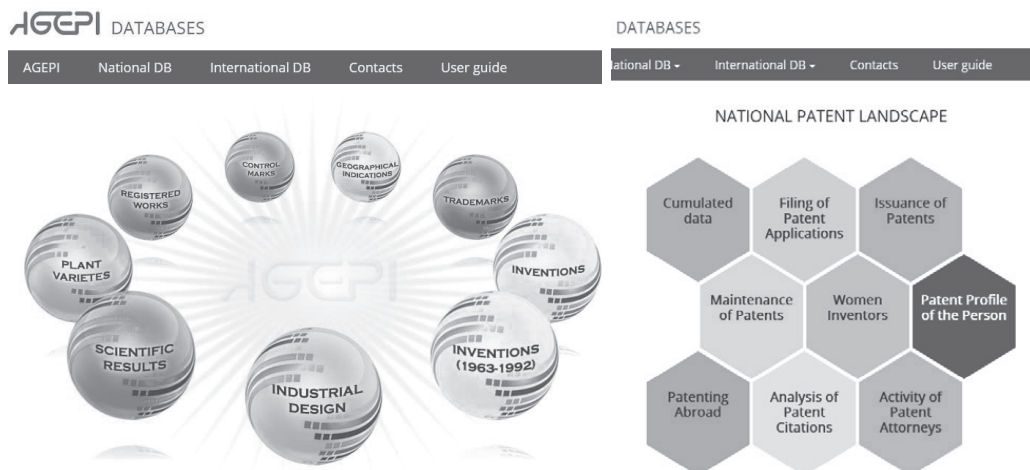 AGEPI DATABASES
AGEPI National DB International DB Contacts User guide
CONTROL
MARKS
GEOGRAPHICAL
INDICATIONS
REGISTERED
WORKS
TRADEMARKS
PLANT
VARIETES
INVENTIONS
AGEPI
SCIENTIFIC
RESULTS
INVENTIONS
(1963-1992)
INDUSTRIAL
DESIGN
DATABASES
lational DB International DB Contacts User guide
NATIONAL PATENT LANDSCAPE
Cumulated
data
Filing of
Patent
Applications
Issuance of
Patents
Maintenance
of Patents
Women
Inventors
Patent Profile
of the Person
Patenting
Abroad
Analysis of
Patent
Citations
Activity of
Patent
Attorneys